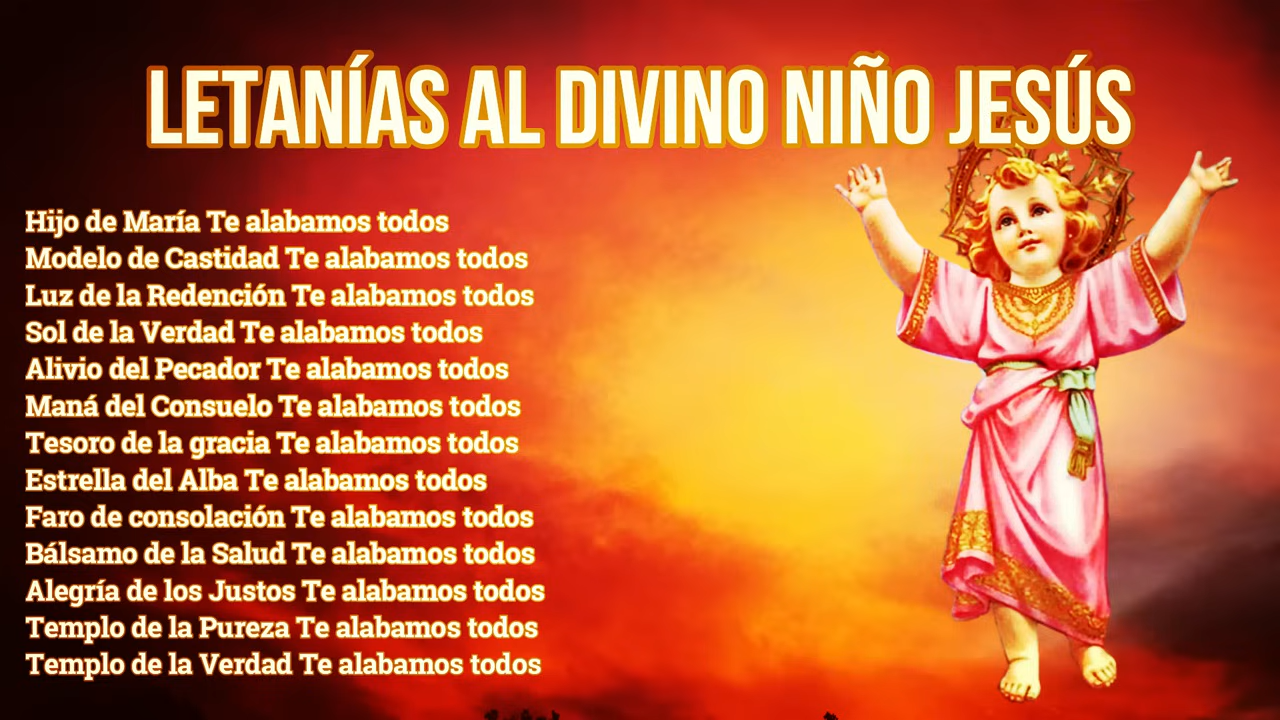 LETANÍAS AL DIVINO NIÑO JESÚS
Hijo de María Te alabamos todos
Modelo de Castidad Te alabamos todos
Luz de la Redención Te alabamos todos
Sol de la Verdad Te alabamos todos
Alivio del Pecador Te alabamos todos
Maná del Consuelo Te alabamos todos
Tesoro de la gracia Te alabamos todos
Estrella del Alba Te alabamos todos
Faro de consolación Te alabamos todos
Bálsamo de la Salud Te alabamos todos
Alegría de los Justos Te alabamos todos
Templo de la Pureza Te alabamos todos
Templo de la Verdad Te alabamos todos